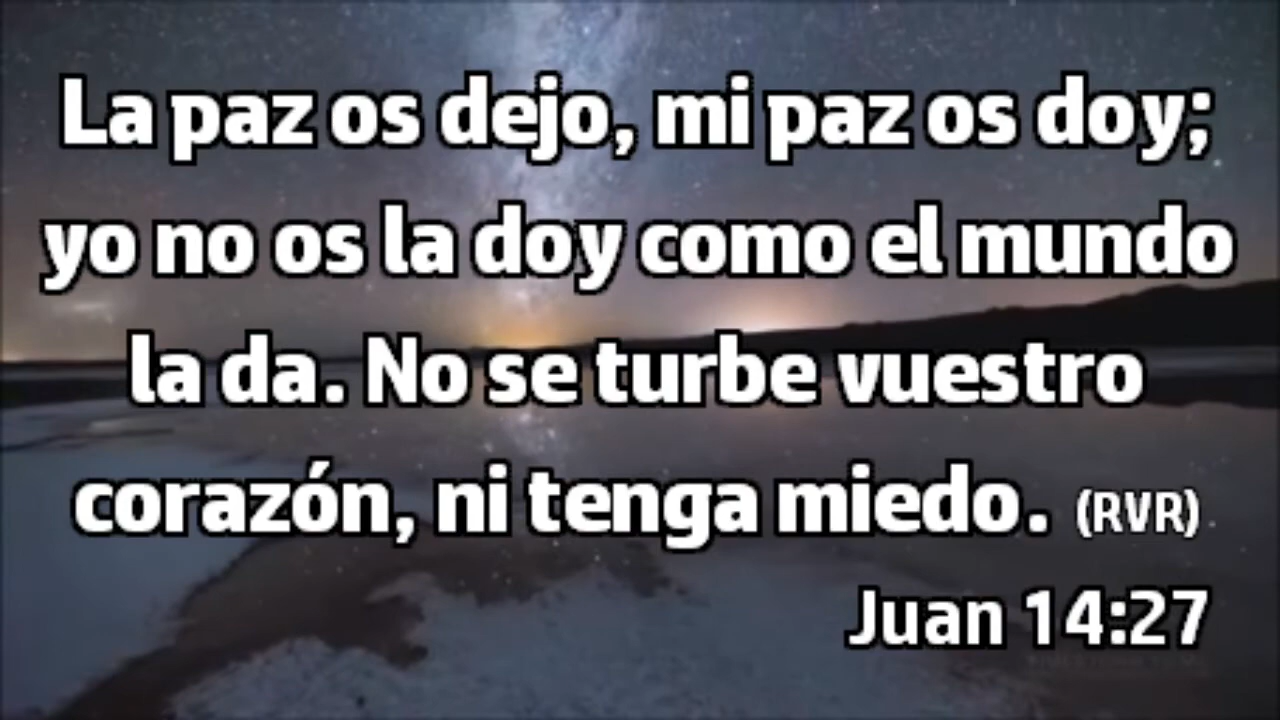 La paz os dejo, mi paz os doy;
yo no os la doy como el mundo
la da. No se turbe vuestro
corazón, ni tenga miedo. (RVR)
Juan 14:27